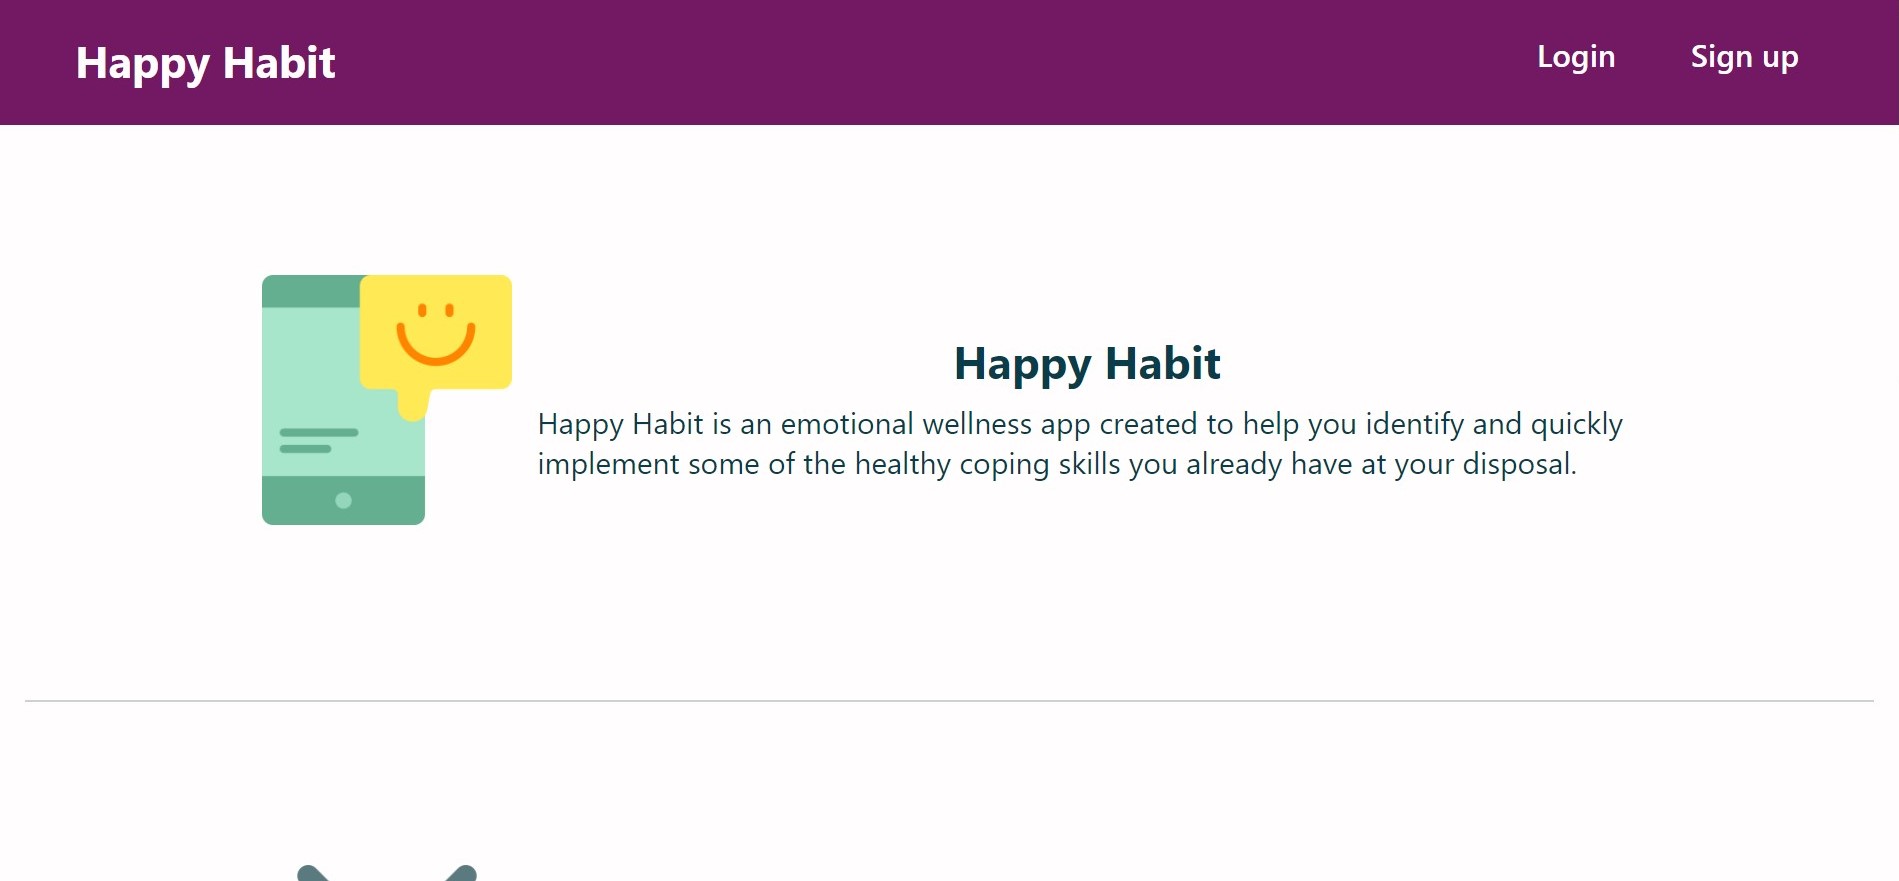 Happy Habit
Login
Sign up
Happy Habit
Happy Habit is an emotional wellness app created to help you identify and quickly
implement some of the healthy coping skills you already have at your disposal.